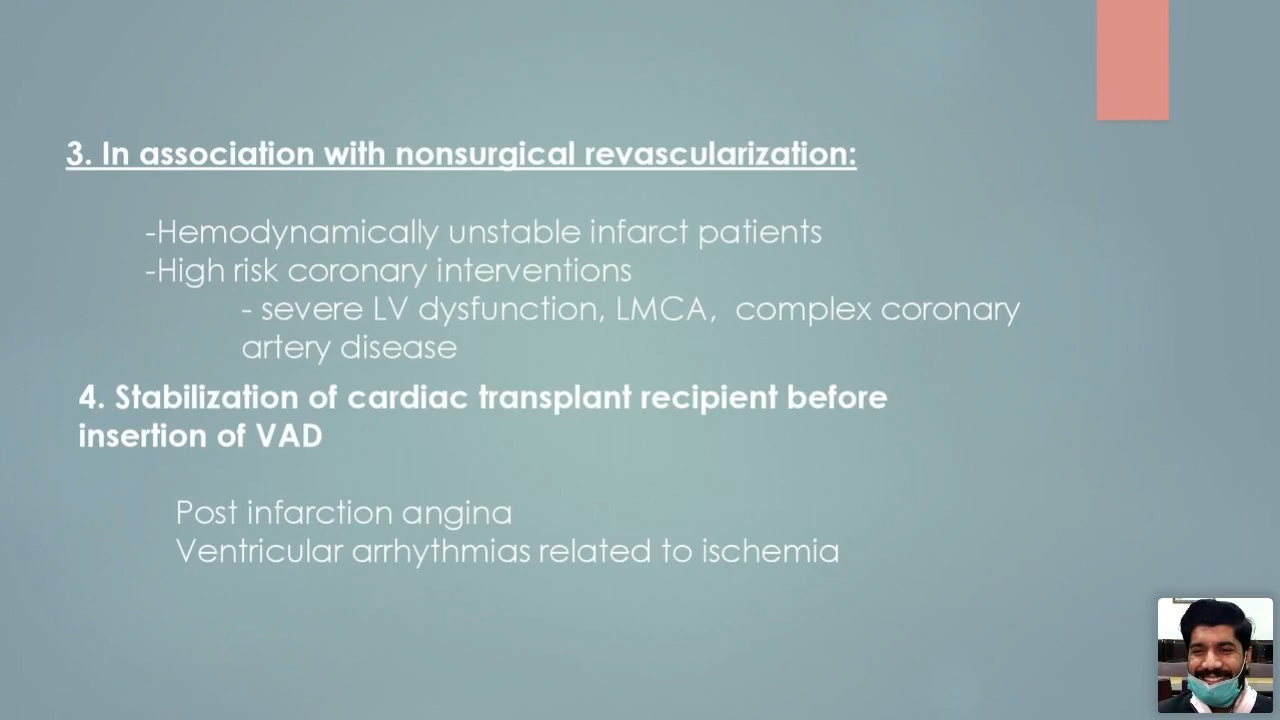 3. In association with nonsurgical revascularization:
-Hemodynamically unstable infarct patients
-High risk coronary interventions
- severe LV dysfunction, LMCA,  complex coronary
artery disease
4. Stabilization of cardiac transplant recipient before
insertion of VAD
Post infarction angina
Ventricular arrhythmias related to ischemia